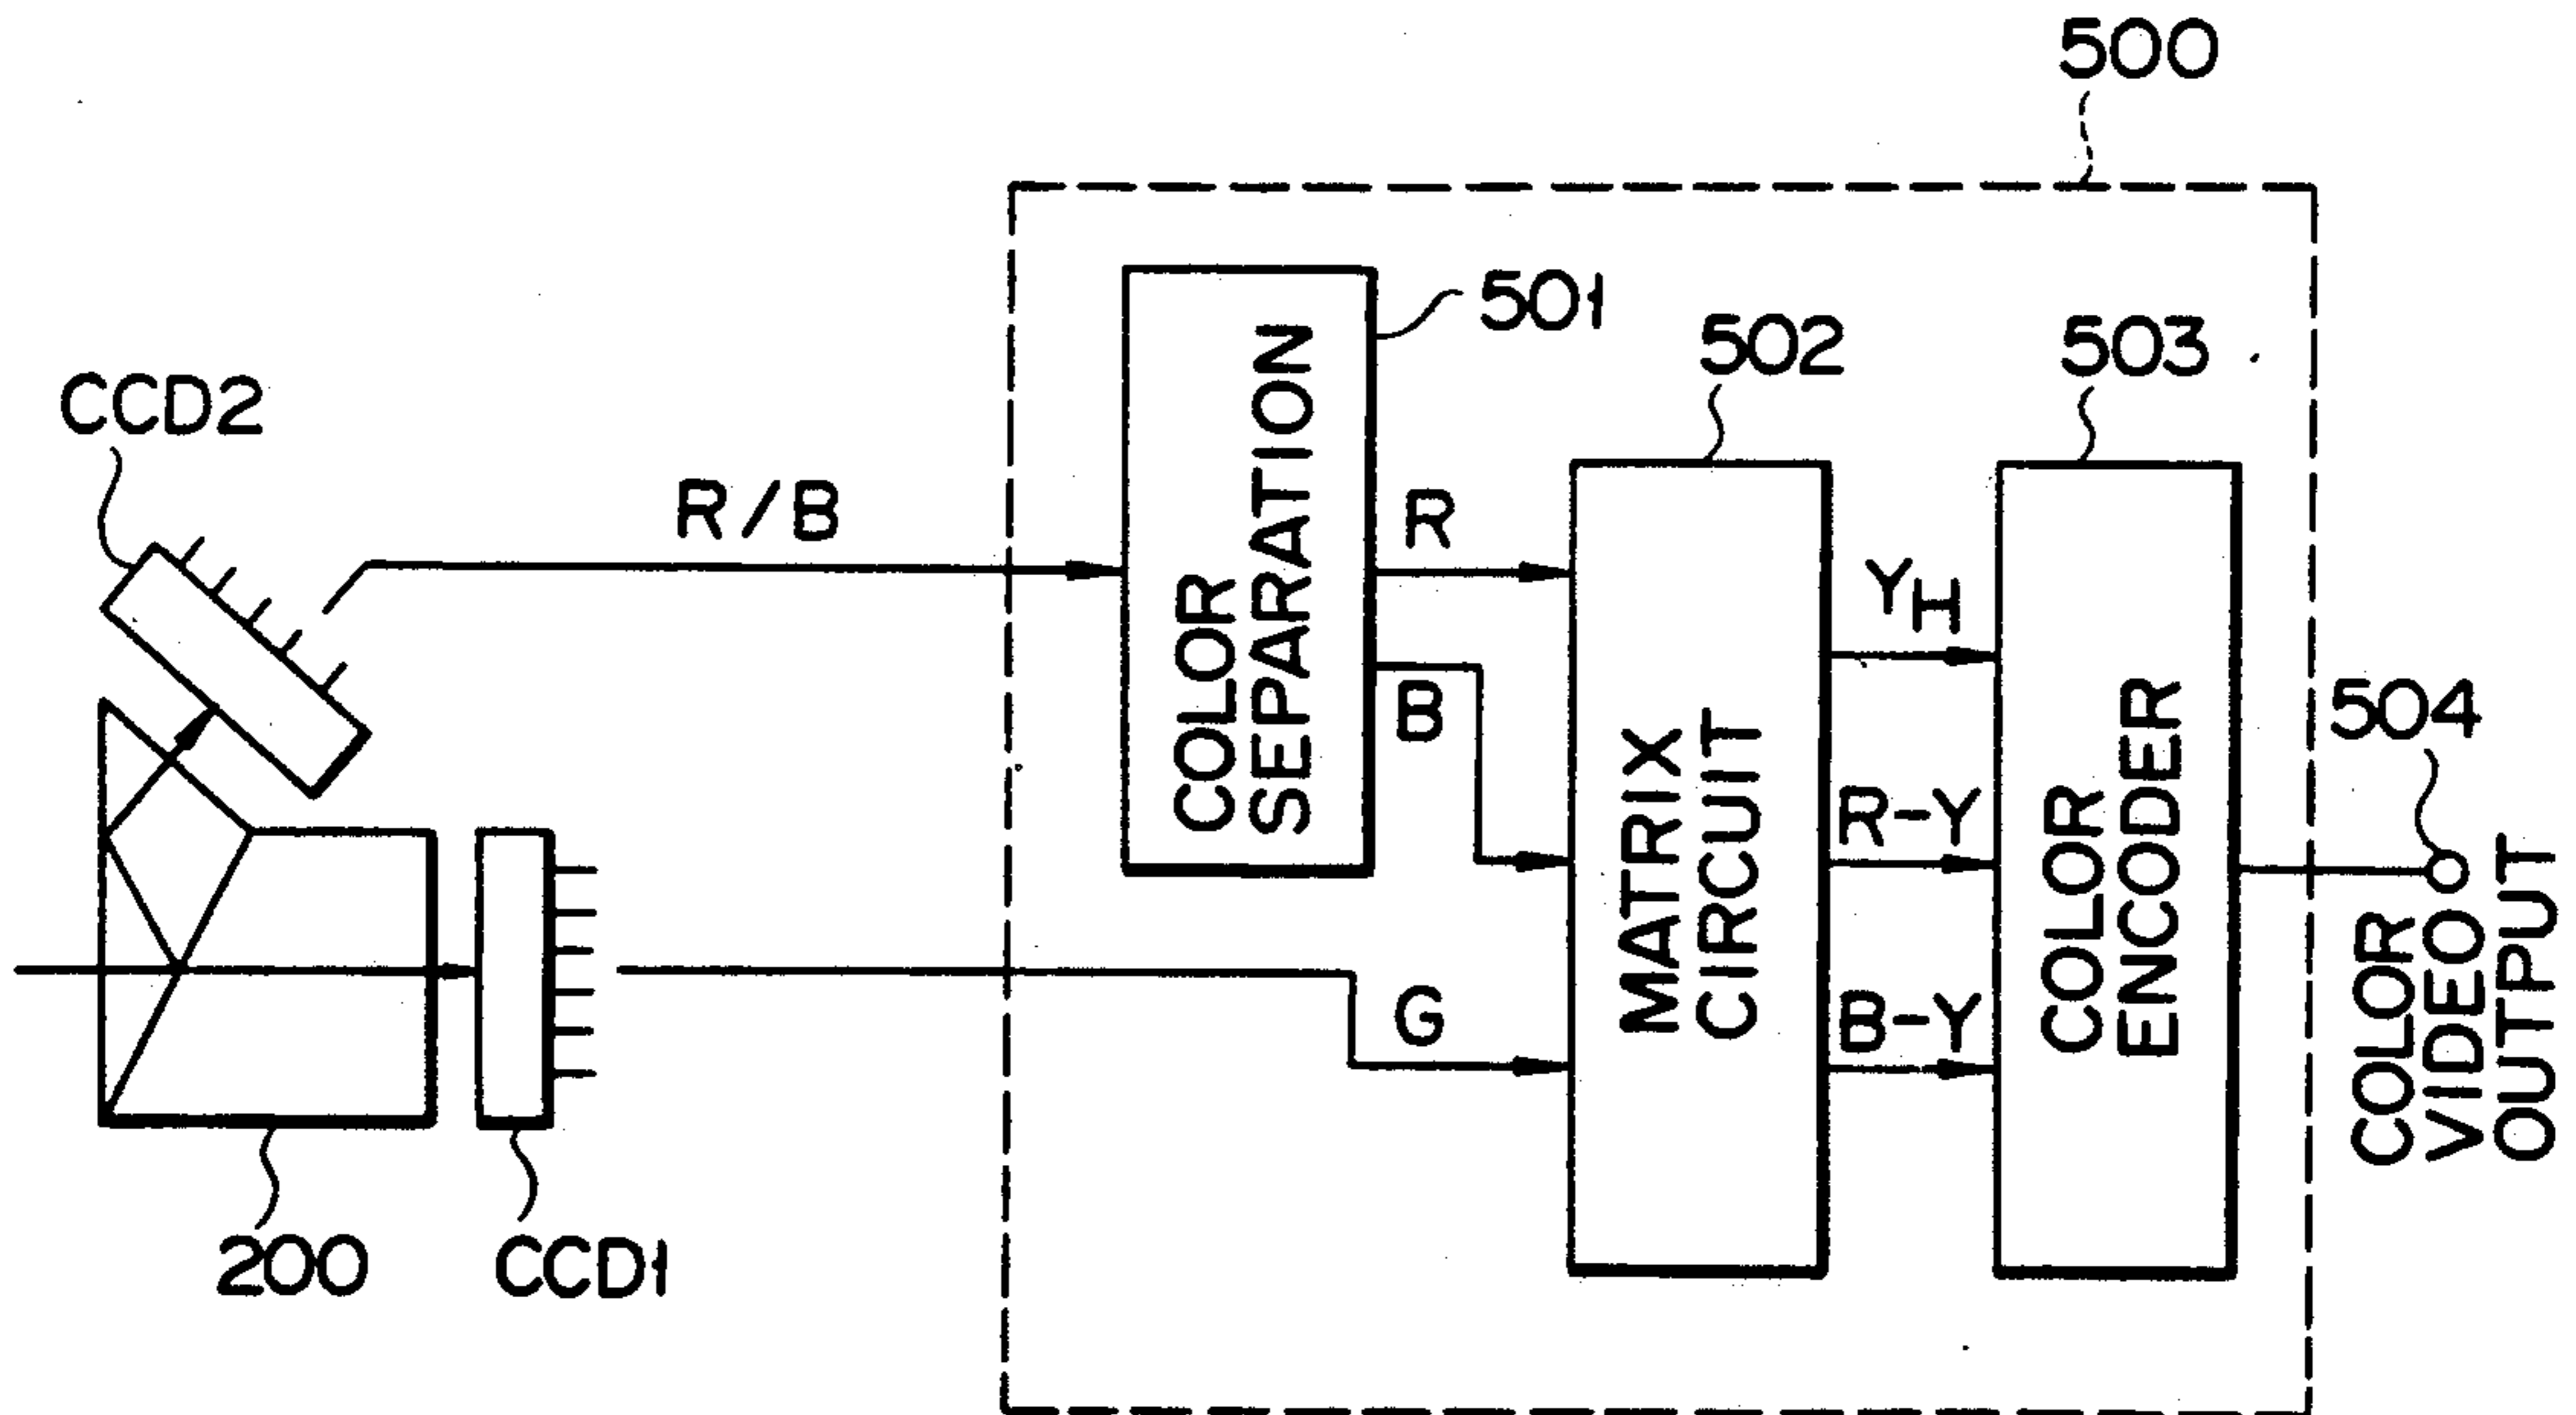 500
501
502
503
CCD2
R/B
COLOR
SEPARATION
R
B
YH
504
MATRIX
CIRCUIT
R-Y
B-Y
COLOR
ENCODER
G
COLOR
VIDEO
OUTPUT
200
CCD1